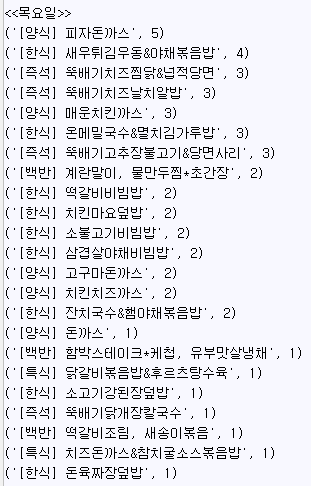 <<목요일>>
('[양식] 피자돈까스', 5)
('[한식] 새우튀김우동&야채볶음밥', 4)
('[즉석] 뚝배기치즈찜닭&넓적당면', 3)
('[즉석] 뚝배기치즈날치알밥', 3)
('[양식] 매운치킨까스', 3)
('[한식] 온메밀국수&멸치김가루밥', 3)
('[즉석] 뚝배기고추장불고기&당면사리', 3)
('[백반] 계란말이, 물만두찜*초간장', 2)
('[한식] 떡갈비비빔밥', 2)
('[한식] 치킨마요덮밥', 2)
('[한식] 소불고기비빔밥', 2)
('[한식] 삼겹살야채비빔밥', 2)
('[양식] 고구마돈까스', 2)
('[양식] 치킨치즈까스', 2)
('[한식] 잔치국수&햄야채볶음밥', 2)
('[양식] 돈까스', 1)
('[백반] 함박스테이크*케첩, 유부맛살냉채', 1)
('[특식] 닭갈비볶음밥&후르츠탕수육', 1)
('[한식] 소고기강된장덮밥', 1)
('[즉석] 뚝배기닭개장칼국수', 1)
('[백반] 떡갈비조림, 새송이볶음', 1)
('[특식] 치즈돈까스&참치굴소스볶음밥', 1)
('[한식] 돈육짜장덮밥', 1)